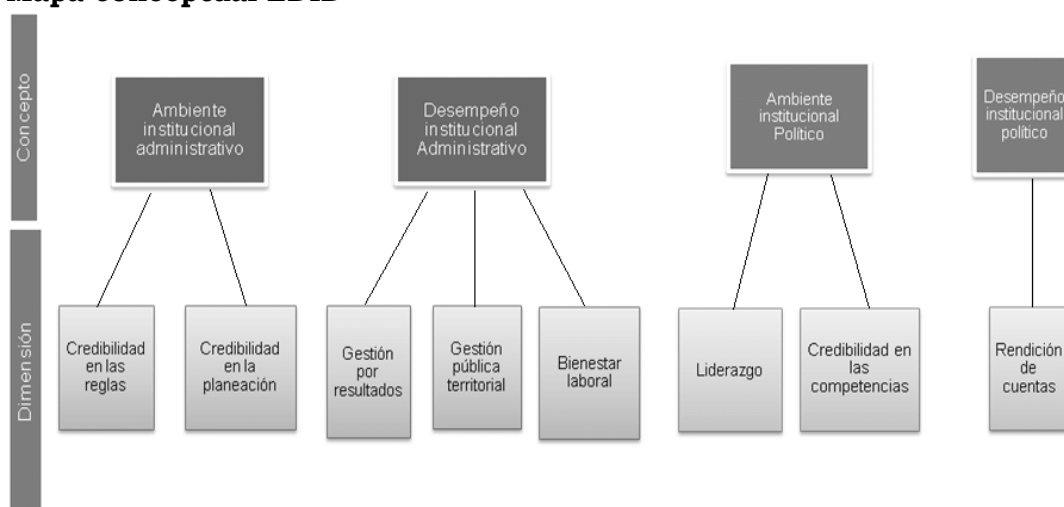 Mapa conceptual EDID
Concepto
Ambiente
institucional
administrativo
Desempeño
institucional
Administrativo
Ambiente
institucional
Político
Desempeño
institucional
político
Dimensión
Credibilidad
en las
reglas
Credibilidad
en la
planeación
Gestión
por
resultados
Gestión
pública
territorial
Bienestar
laboral
Liderazgo
Credibilidad en
las
competencias
Rendición
de
cuentas